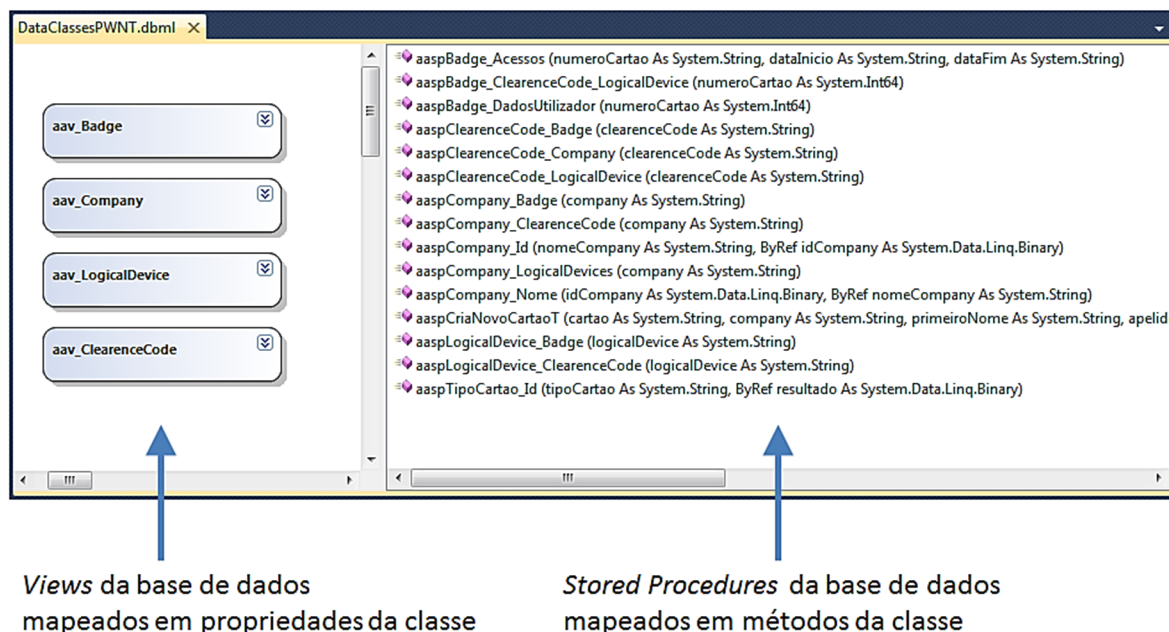 DataClassesPWNT.dbml
aav_Badge
aav_Company
aav_LogicalDevice
aav_ClearenceCode
aaspBadge_Acessos (numeroCartao As System.String, dataInicio As System.String, dataFim As System.String)
aaspBadge_ClearenceCode_LogicalDevice (numeroCartao As System.Int64)
aaspBadge_DadosUtilizador (numeroCartao As System.Int64)
aaspClearenceCode_Badge (clearenceCode As System.String)
aaspClearenceCode_Company (clearenceCode As System.String)
aaspClearenceCode_LogicalDevice (clearenceCode As System.String)
aaspCompany_Badge (company As System.String)
aaspCompany_ClearenceCode (company As System.String)
aaspCompany_Id (nomeCompany As System.String, ByRef idCompany As System.Data.Linq.Binary)
aaspCompany_LogicalDevices (company As System.String)
aaspCompany_Nome (idCompany As System.Data.Linq.Binary, ByRef nomeCompany As System.String)
aaspCriaNovoCartaoT (cartao As System.String, company As System.String, primeiroNome As System.String, apelid
aaspLogicalDevice_Badge (logicalDevice As System.String)
aaspLogicalDevice_ClearenceCode (logicalDevice As System.String)
aaspTipoCartao_Id (tipoCartao As System.String, ByRef resultado As System.Data.Linq.Binary)
Views da base de dados
mapeados em propriedades da classe
Stored Procedures da base de dados
mapeados em métodos da classe